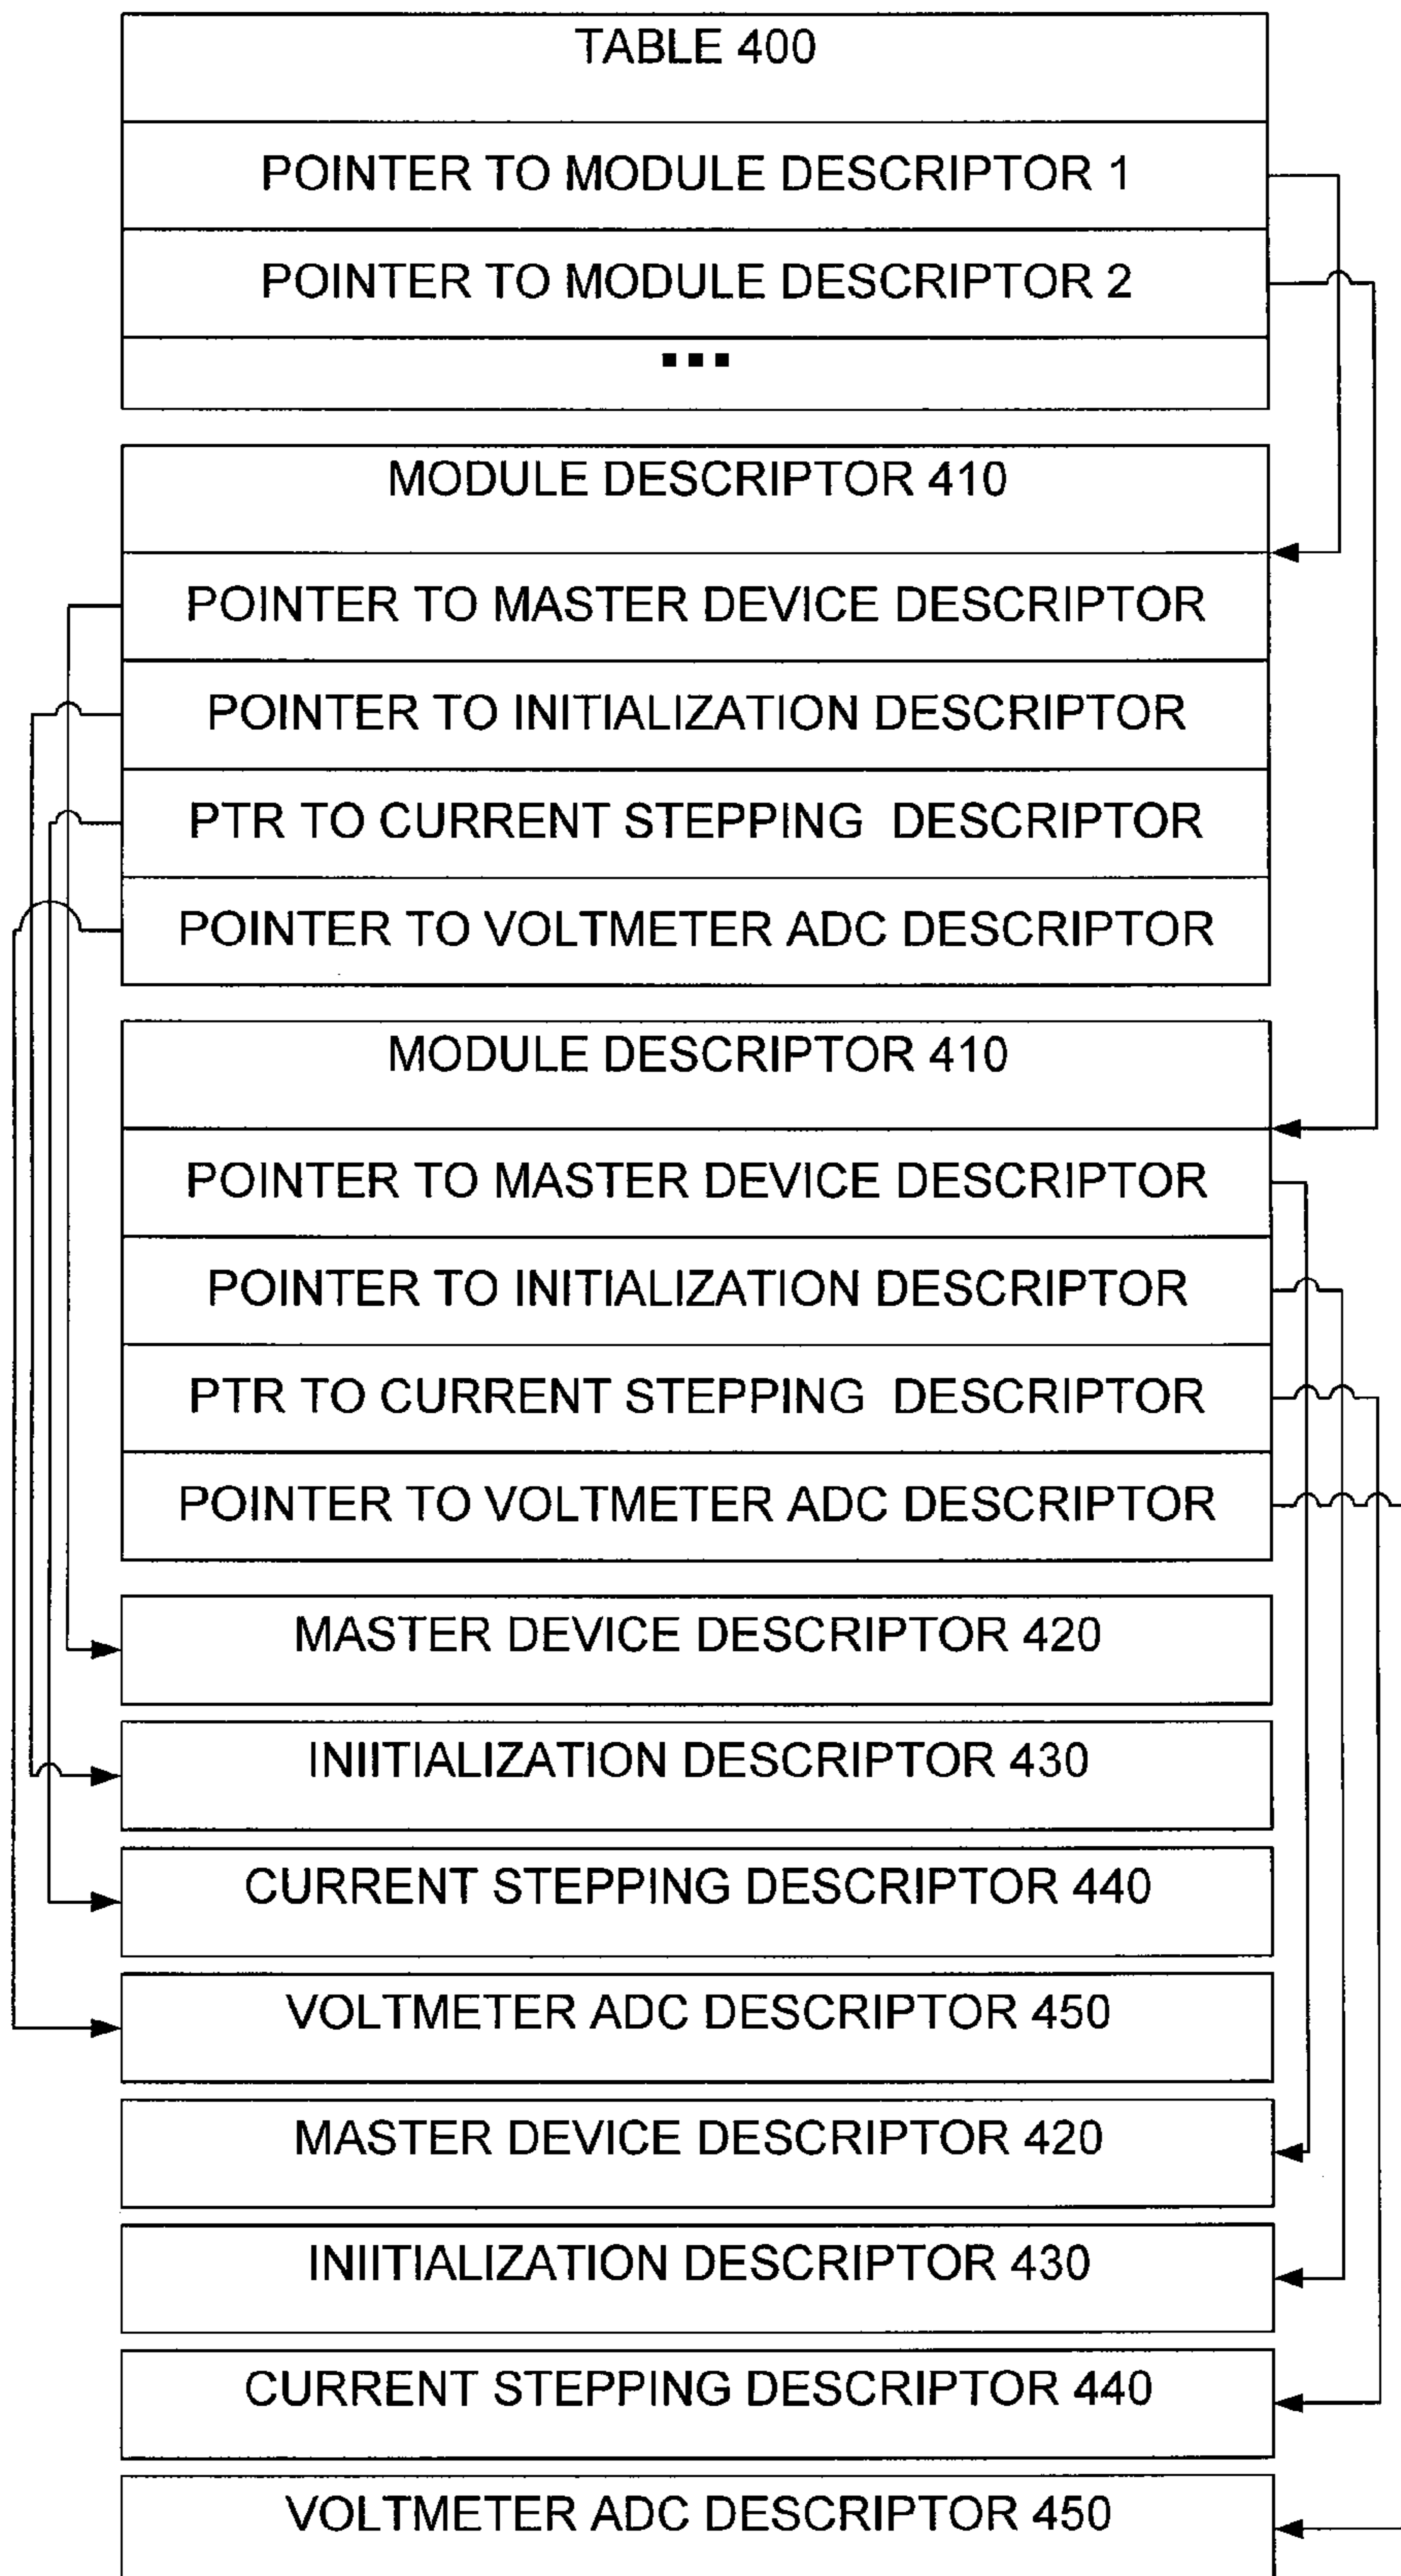 TABLE 400
POINTER TO MODULE DESCRIPTOR 1
POINTER TO MODULE DESCRIPTOR 2
...
MODULE DESCRIPTOR 410
POINTER TO MASTER DEVICE DESCRIPTOR
POINTER TO INITIALIZATION DESCRIPTOR
PTR TO CURRENT STEPPING DESCRIPTOR
POINTER TO VOLTMETER ADC DESCRIPTOR
MODULE DESCRIPTOR 410
POINTER TO MASTER DEVICE DESCRIPTOR
POINTER TO INITIALIZATION DESCRIPTOR
PTR TO CURRENT STEPPING DESCRIPTOR
POINTER TO VOLTMETER ADC DESCRIPTOR
MASTER DEVICE DESCRIPTOR 420
INIITIALIZATION DESCRIPTOR 430
CURRENT STEPPING DESCRIPTOR 440
VOLTMETER ADC DESCRIPTOR 450
MASTER DEVICE DESCRIPTOR 420
INIITIALIZATION DESCRIPTOR 430
CURRENT STEPPING DESCRIPTOR 440
VOLTMETER ADC DESCRIPTOR 450